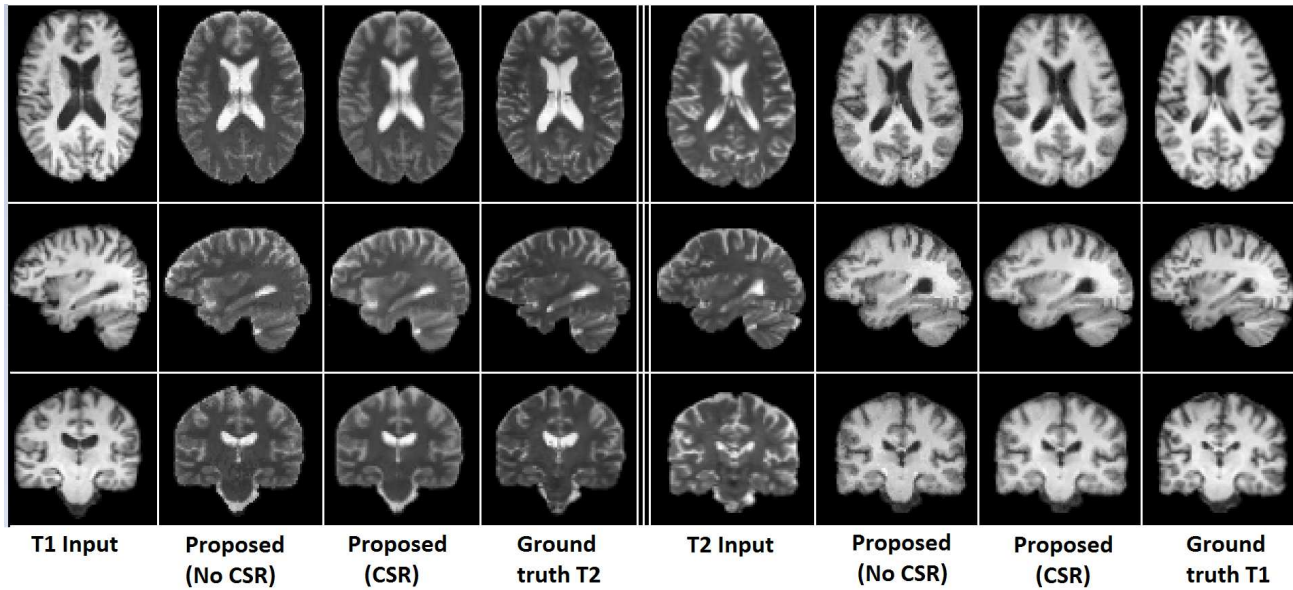 T1 Input
Proposed
(No CSR)
Proposed
(CSR)
Ground
truth T2
T2 Input
Proposed
(No CSR)
Proposed
(CSR)
Ground
truth T1